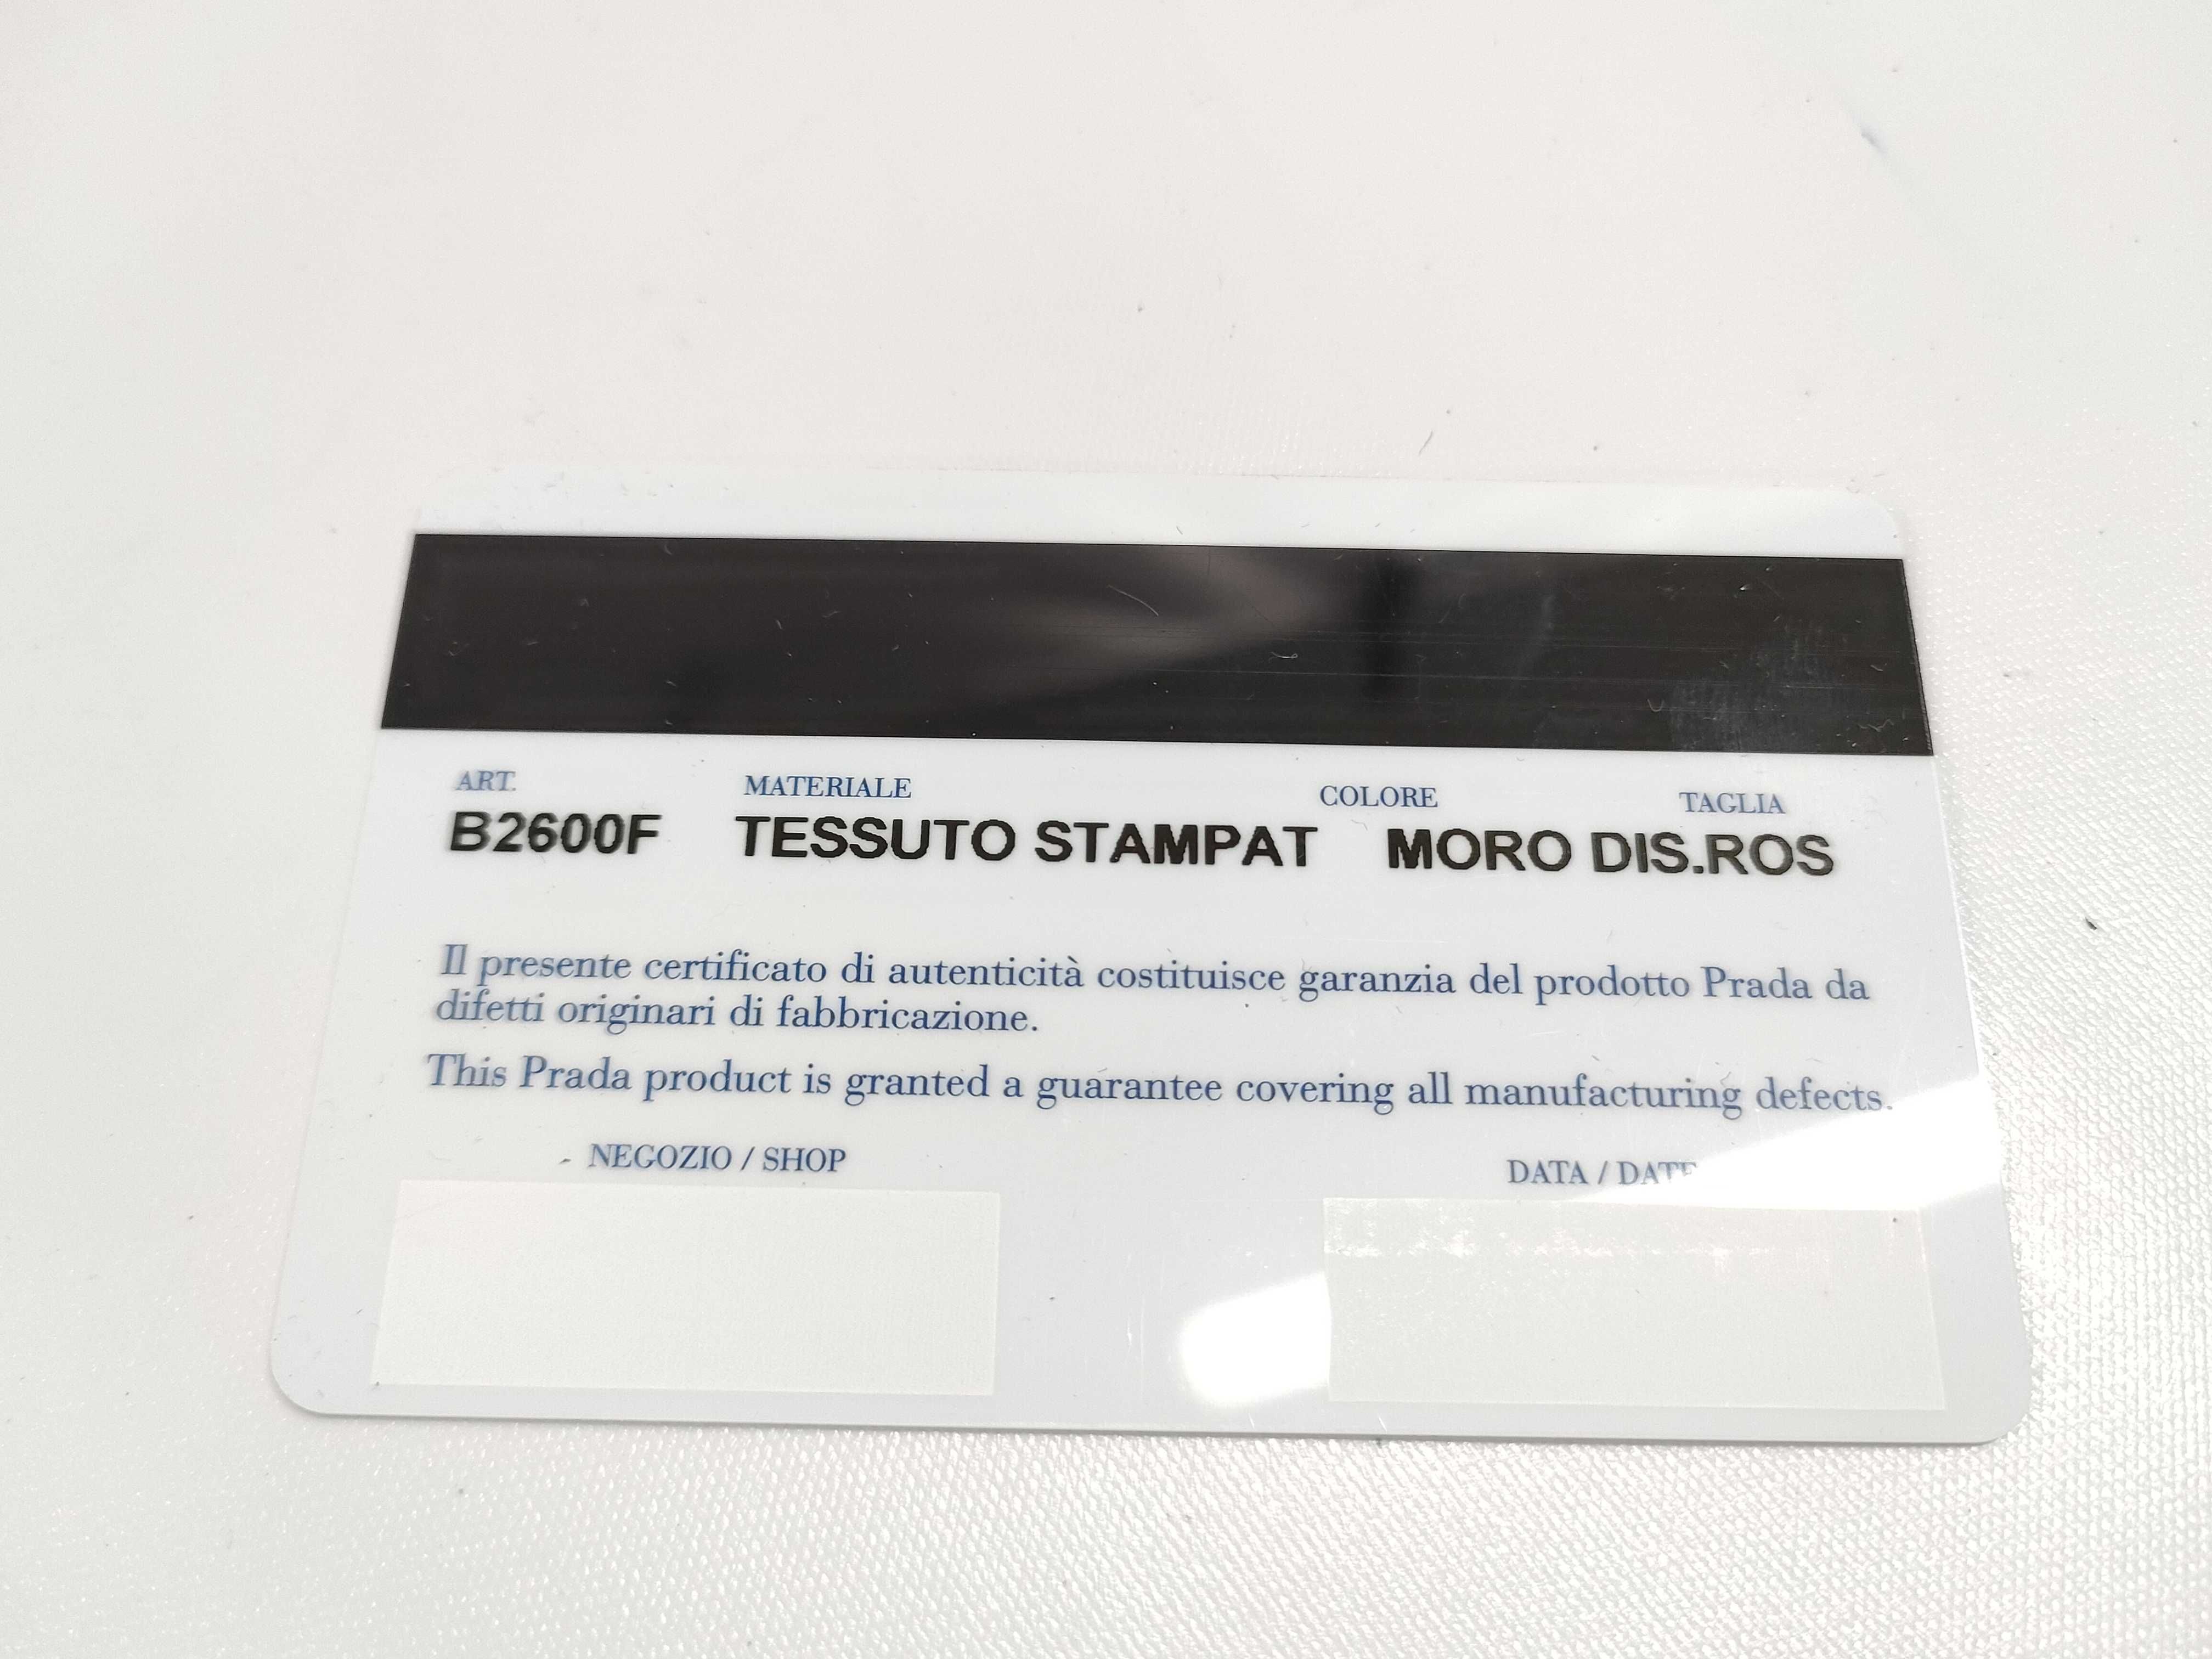 ART. MATERIALE COLORE TAGLIA
B2600F TESSUTO STAMPAT MORO DIS.ROS
Il presente certificato di autenticità costituisce garanzia del prodotto Prada da
difetti originari di fabbricazione.
This Prada product is granted a guarantee covering all manufacturing defects.
NEGOZIO / SHOP DATA / DATE